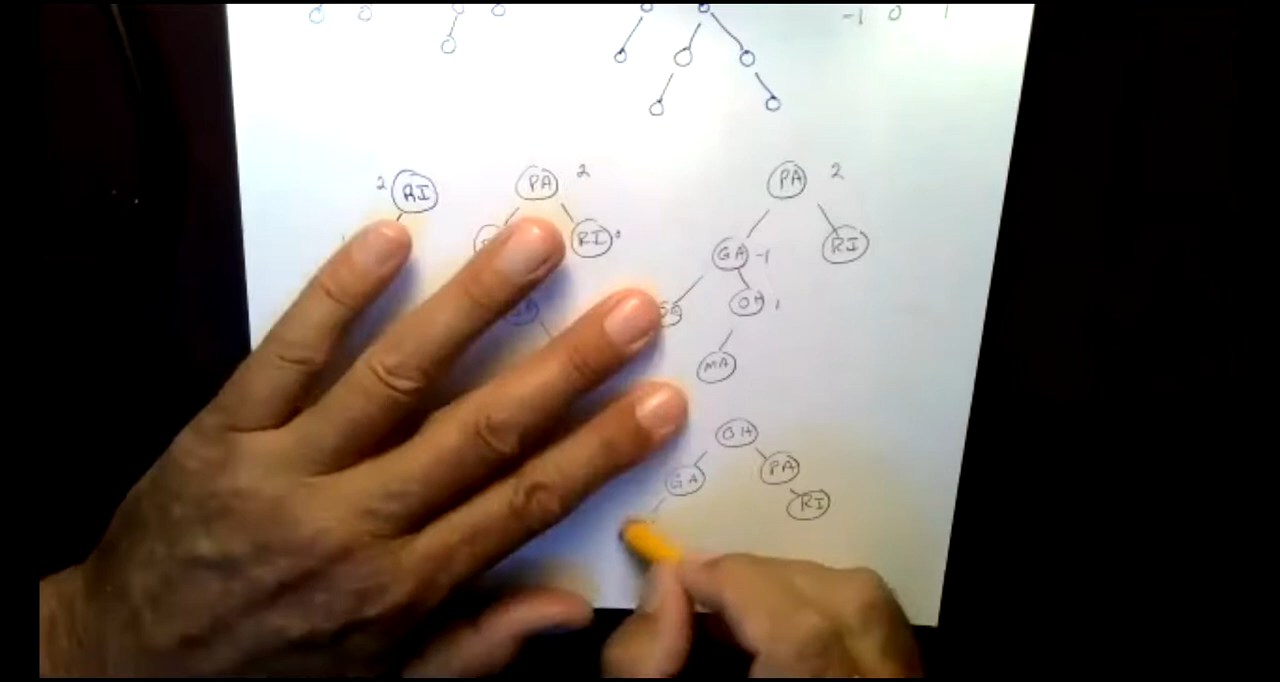 -1 0 1
2 RI PA 2 PA 2
RI 0 GA -1 RI
OH 1
MA
OH
GA PA
RI